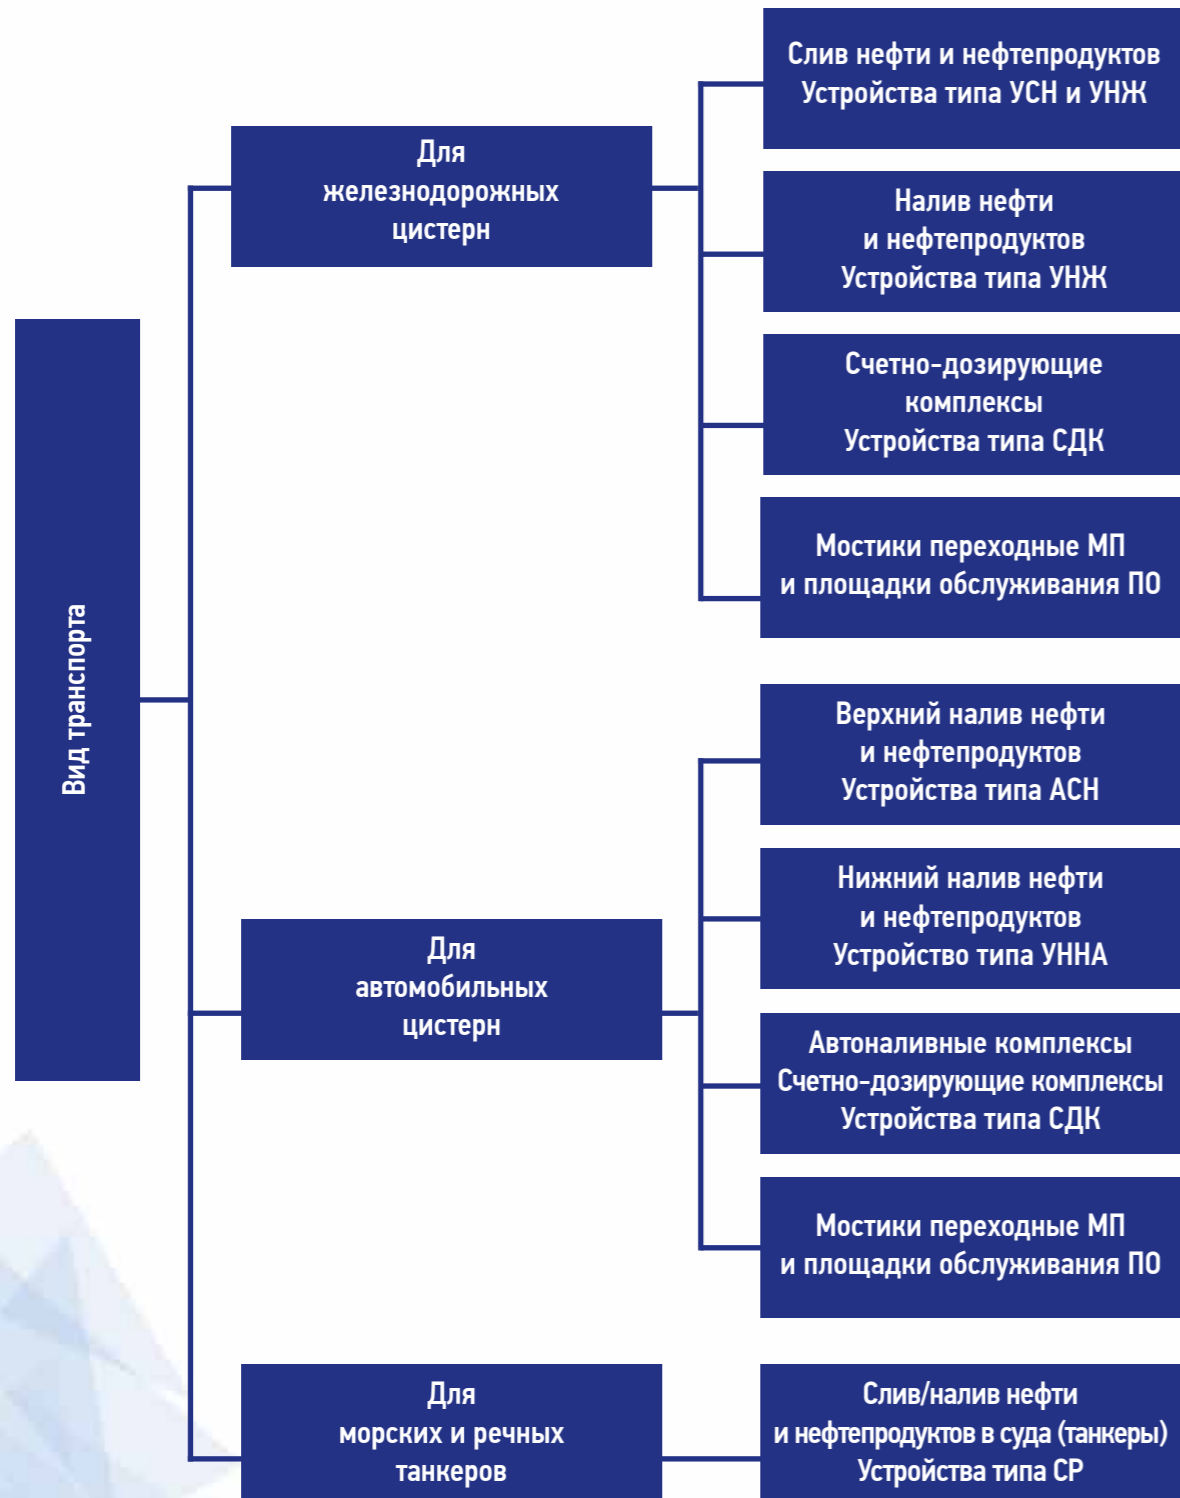 Вид транспорта
Для
железнодорожных
цистерн
Слив нефти и нефтепродуктов
Устройства типа УСН и УНЖ
Налив нефти
и нефтепродуктов
Устройства типа УНЖ
Счетно-дозирующие
комплексы
Устройства типа СДК
Мостики переходные МП
и площадки обслуживания ПО
Для
автомобильных
цистерн
Верхний налив нефти
и нефтепродуктов
Устройства типа АСН
Нижний налив нефти
и нефтепродуктов
Устройство типа УННА
Автоналивные комплексы
Счетно-дозирующие комплексы
Устройства типа СДК
Мостики переходные МП
и площадки обслуживания ПО
Для
морских и речных
танкеров
Слив/налив нефти
и нефтепродуктов в суда (танкеры)
Устройства типа СР